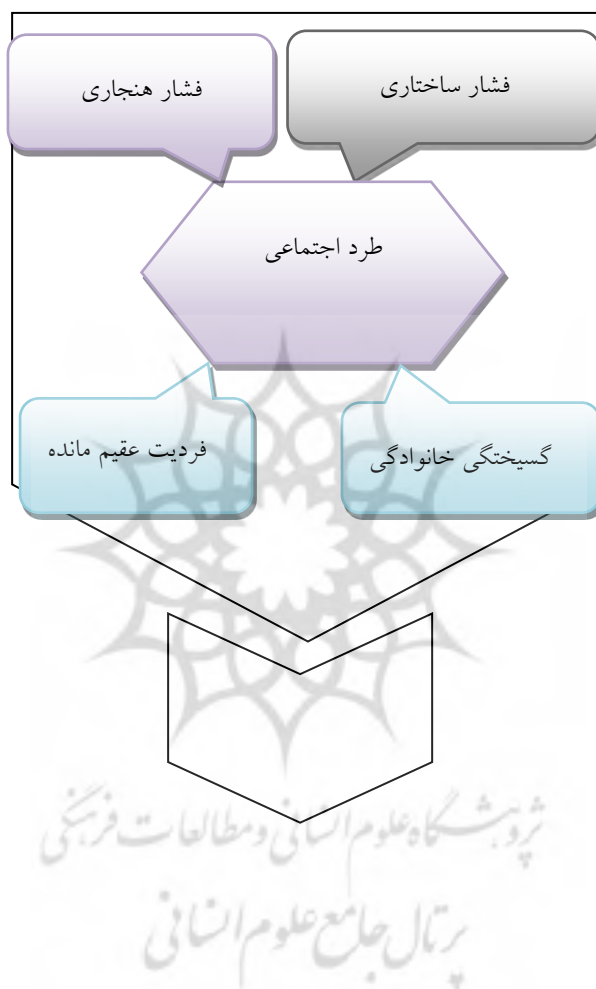 فشار ساختاری
فشار هنجاری
طرد اجتماعی
گسیختگی خانوادگی
فردیت عقیم مانده
پژوهشگاه علوم انسانی و مطالعات فرهنگی
پرتال جامع علوم انسانی